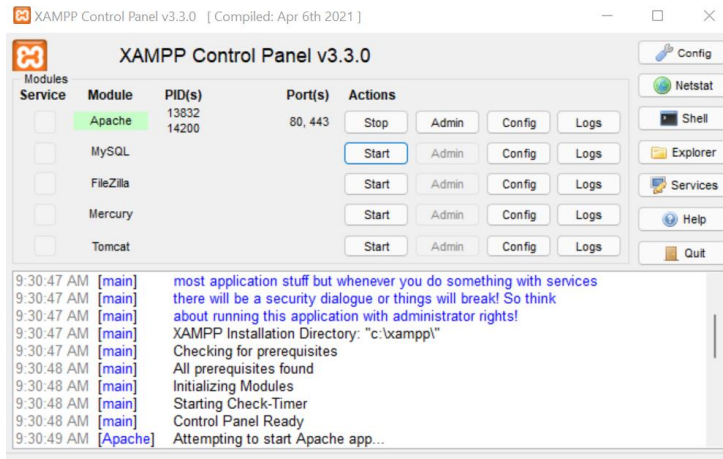 XAMPP Control Panel v3.3.0 [ Compiled: Apr 6th 2021 ]
XAMPP Control Panel v3.3.0
Config
Modules
Service Module PID(s) Port(s) Actions
Netstat
Apache 13832 14200 80, 443 Stop Admin Config Logs
Shell
MySQL Start Admin Config Logs
Explorer
FileZilla Start Admin Config Logs
Services
Mercury Start Admin Config Logs
Help
Tomcat Start Admin Config Logs
Quit
9:30:47 AM [main] most application stuff but whenever you do something with services
9:30:47 AM [main] there will be a security dialogue or things will break! So think
9:30:47 AM [main] about running this application with administrator rights!
9:30:47 AM [main] XAMPP Installation Directory: "c:\xampp\"
9:30:47 AM [main] Checking for prerequisites
9:30:48 AM [main] All prerequisites found
9:30:48 AM [main] Initializing Modules
9:30:48 AM [main] Starting Check-Timer
9:30:48 AM [main] Control Panel Ready
9:30:49 AM [Apache] Attempting to start Apache app...